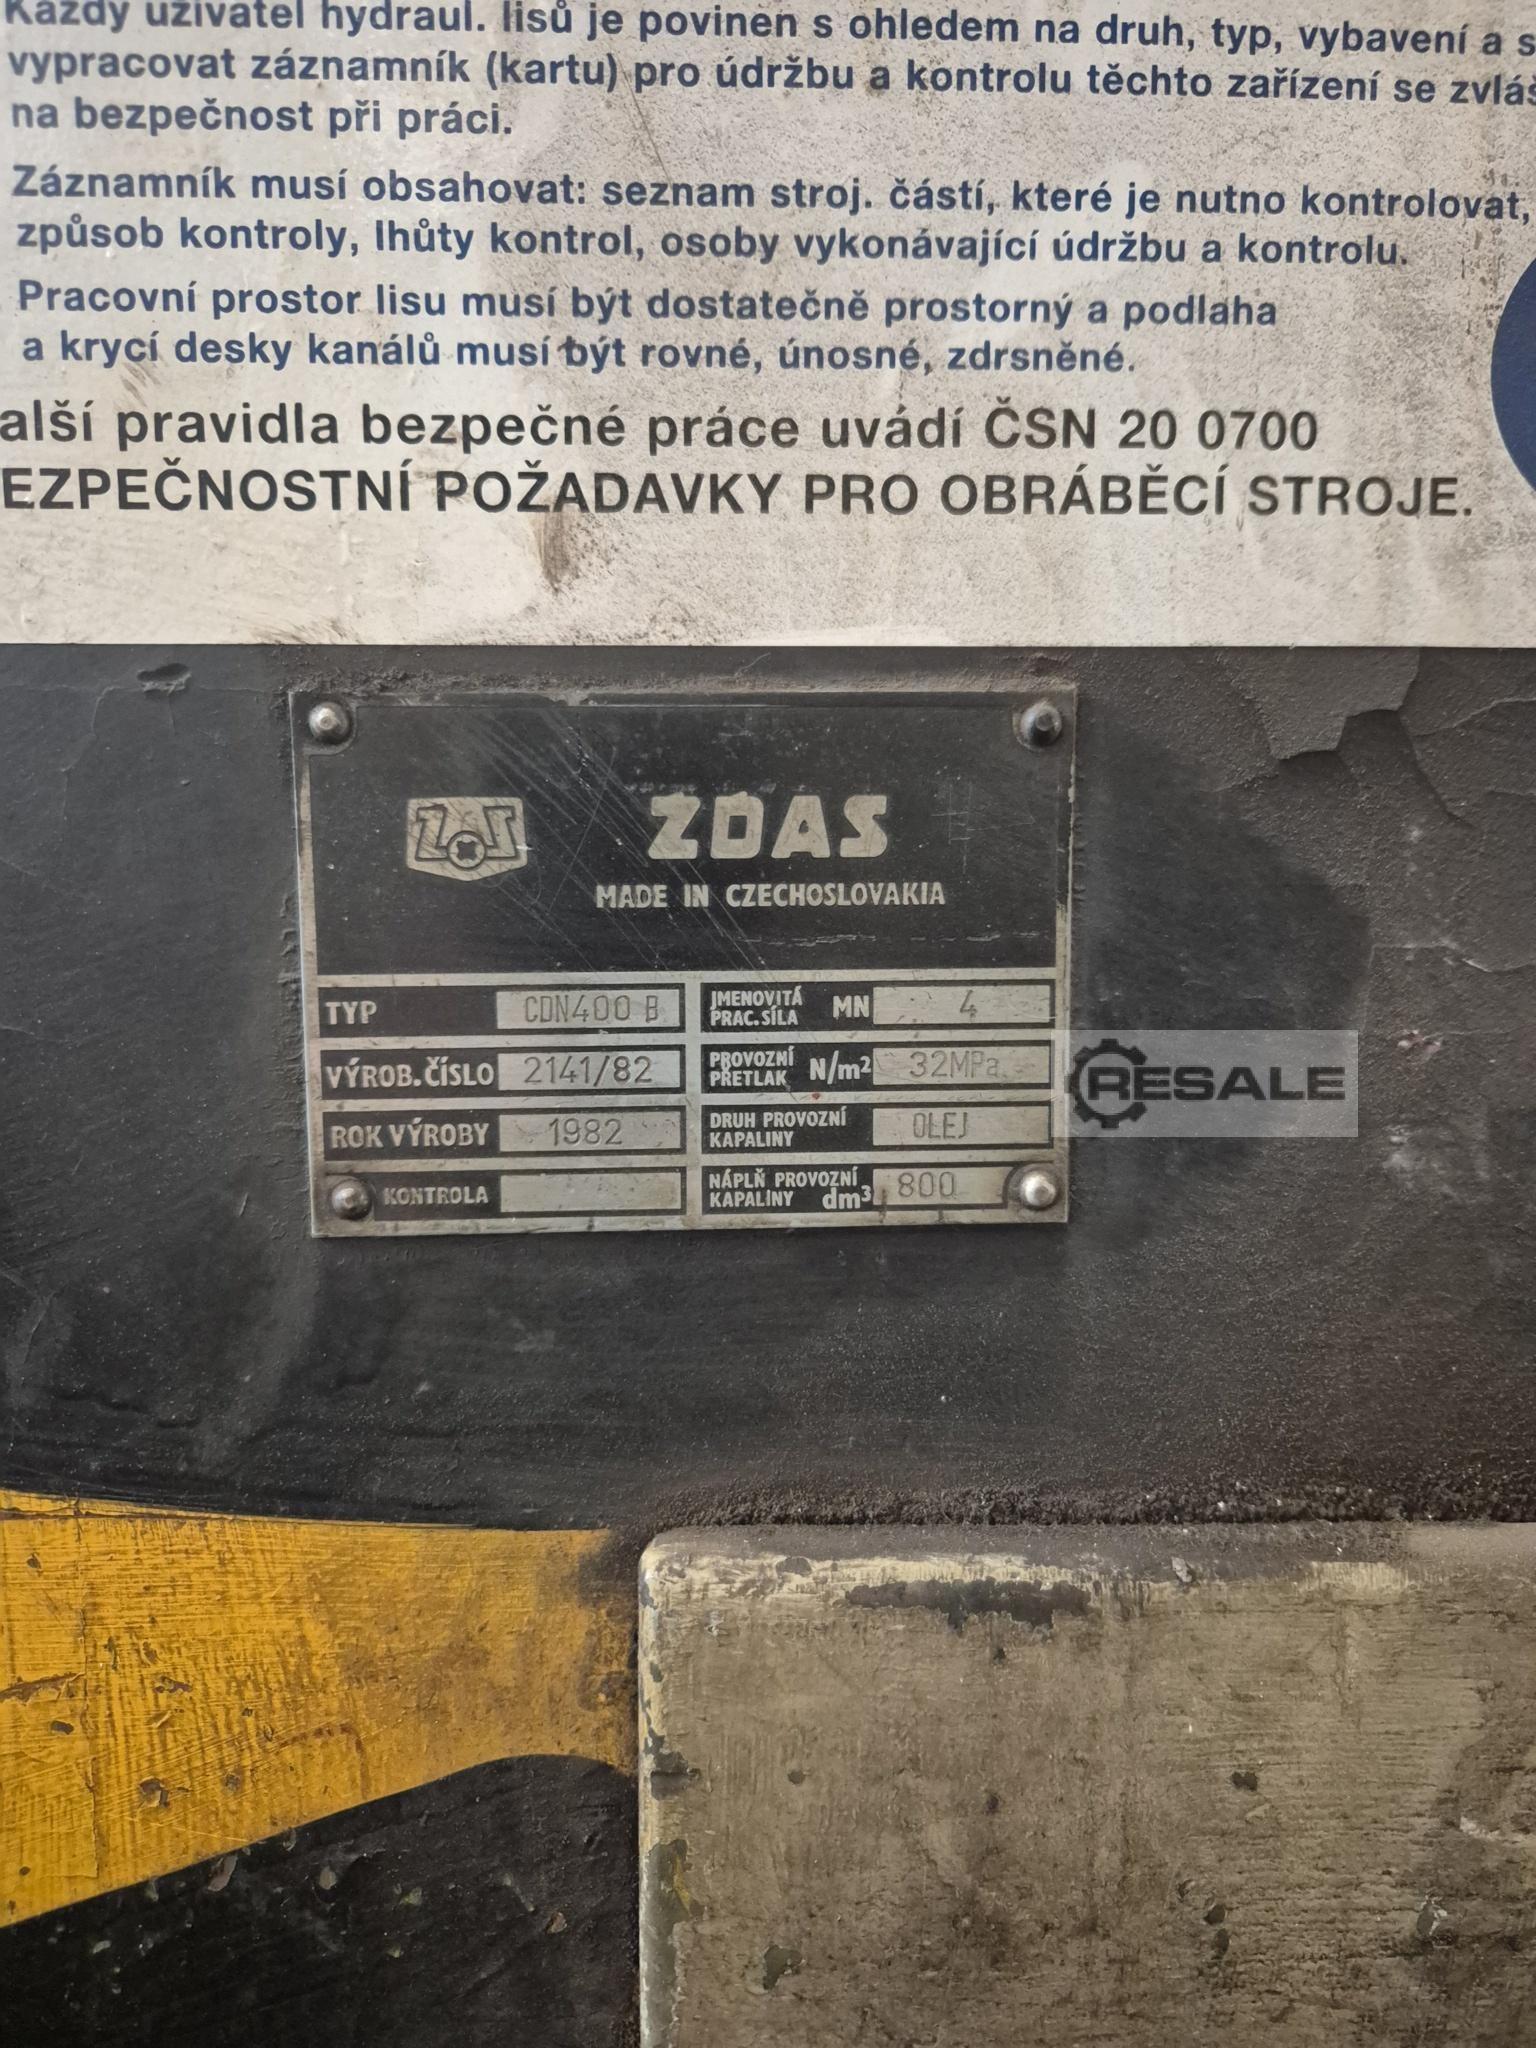 Každý uživatel hydraul. lisů je povinen s ohledem na druh, typ, vybavení a s
vypracovat záznamník (kartu) pro údržbu a kontrolu těchto zařízení se zvláš
na bezpečnost při práci.
Záznamník musí obsahovat: seznam stroj. částí, které je nutno kontrolovat,
způsob kontroly, lhůty kontrol, osoby vykonávající údržbu a kontrolu.
Pracovní prostor lisu musí být dostatečně prostorný a podlaha
a krycí desky kanálů musí být rovné, únosné, zdrsněné.
alší pravidla bezpečné práce uvádí ČSN 20 0700
EZPEČNOSTNÍ POŽADAVKY PRO OBRÁBĚCÍ STROJE.
ZDAS
MADE IN CZECHOSLOVAKIA
TYP CDN400 B
VÝROB.ČÍSLO 2141/82
ROK VÝROBY 1982
KONTROLA
JMENOVITÁ
PRAC.SÍLA MN 4
PROVOZNÍ
PŘETLAK N/m² 32MPa
DRUH PROVOZNÍ
KAPALINY OLEJ
NÁPLŇ PROVOZNÍ
KAPALINY dm³ 800
RESALE